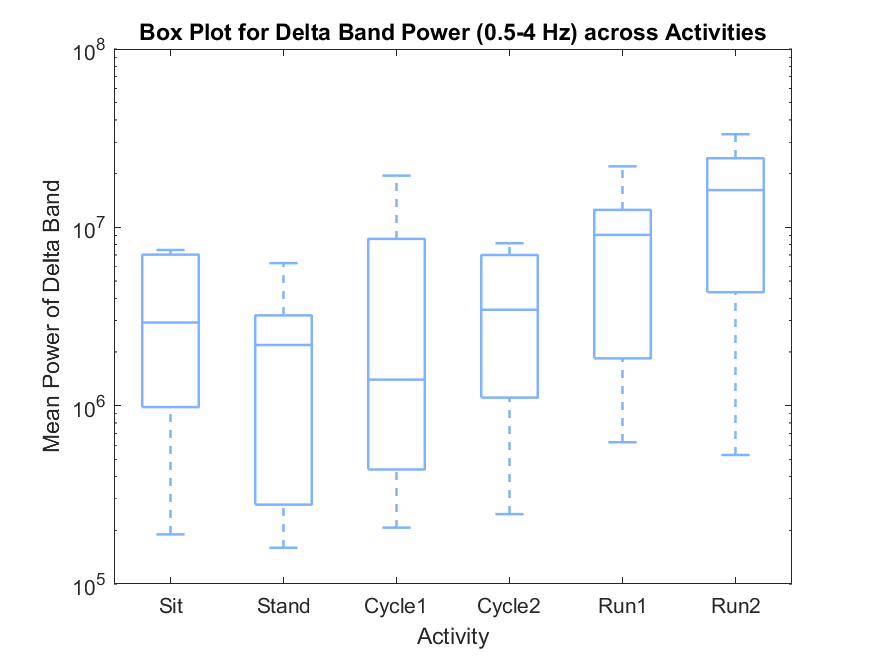 Box Plot for Delta Band Power (0.5-4 Hz) across Activities
Mean Power of Delta Band
10^8
10^7
10^6
10^5
Sit Stand Cycle1 Cycle2 Run1 Run2
Activity